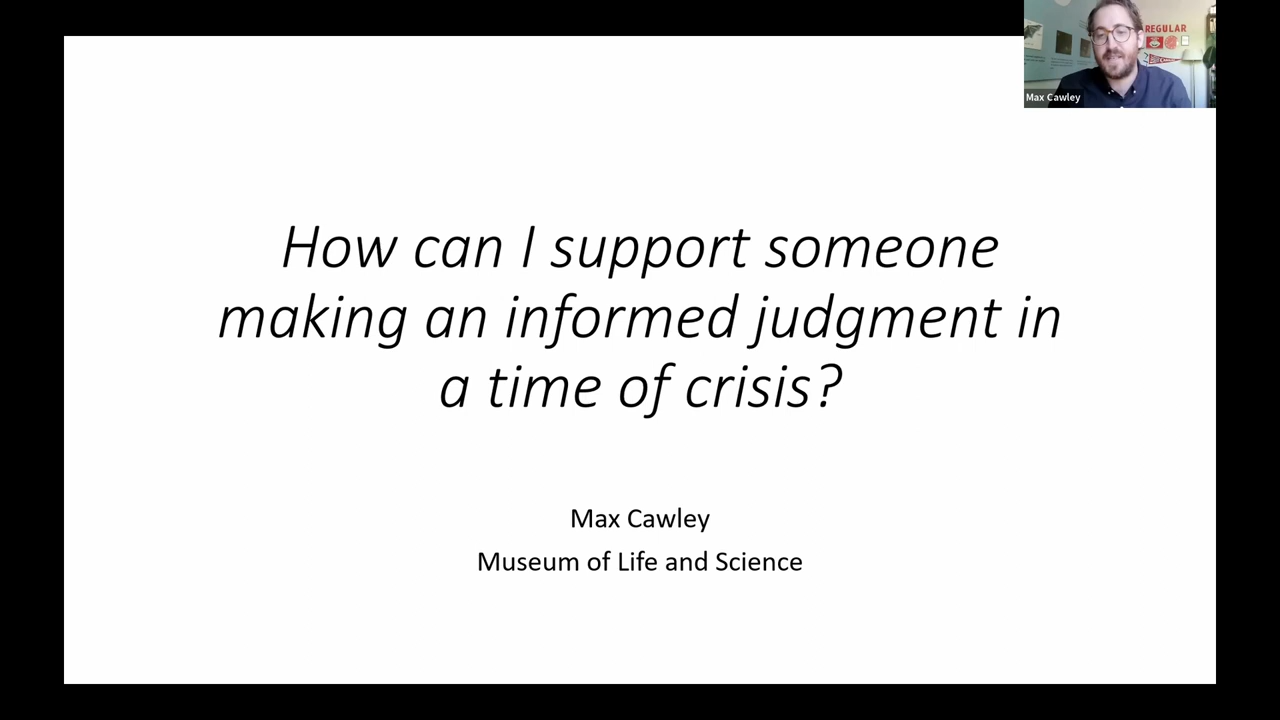 REGULAR
Max Cawley
How can I support someone
making an informed judgment in
a time of crisis?
Max Cawley
Museum of Life and Science